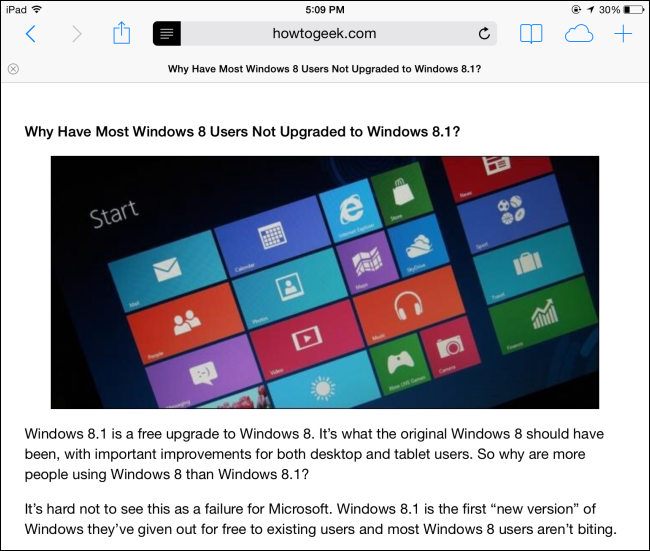 iPad 5:09 PM 30%
howtogeek.com
Why Have Most Windows 8 Users Not Upgraded to Windows 8.1?
Why Have Most Windows 8 Users Not Upgraded to Windows 8.1?
Start
Mail
Calendar
Internet Explorer
Store
News
People
Photos
Maps
SkyDrive
Sport
Messaging
Video
Music
Travel
Xbox LIVE Games
Camera
Finance
Windows 8.1 is a free upgrade to Windows 8. It’s what the original Windows 8 should have
been, with important improvements for both desktop and tablet users. So why are more
people using Windows 8 than Windows 8.1?
It’s hard not to see this as a failure for Microsoft. Windows 8.1 is the first “new version” of
Windows they’ve given out for free to existing users and most Windows 8 users aren’t biting.